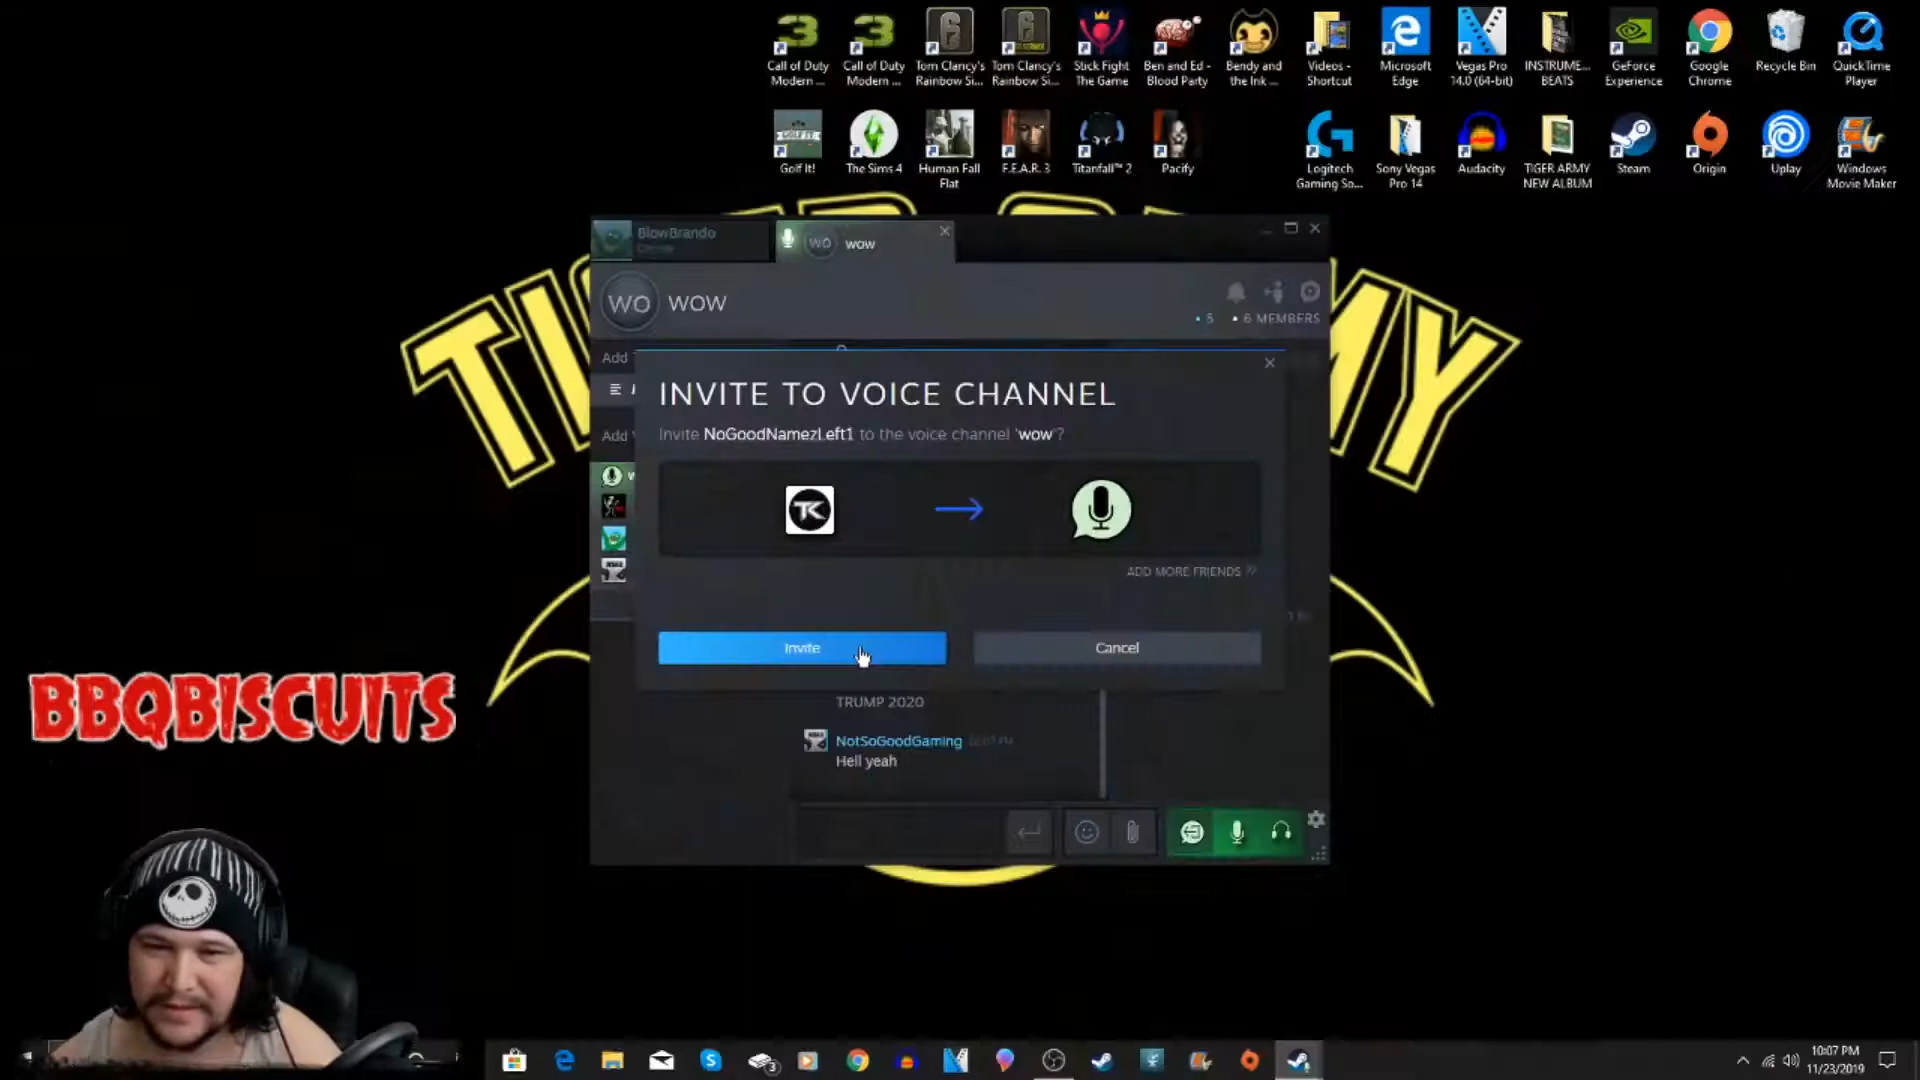 Call of Duty Modern ...
Call of Duty Modern ...
Tom Clancy's Rainbow Si...
Tom Clancy's Rainbow Si...
Stick Fight The Game
Ben and Ed - Blood Party
Bendy and the Ink ...
Videos - Shortcut
Microsoft Edge
Vegas Pro 14.0 (64-bit)
INSTRUME... BEATS
GeForce Experience
Google Chrome
Recycle Bin
QuickTime Player
Golf It!
The Sims 4
Human Fall Flat
F.E.A.R. 3
Titanfall™ 2
Pacify
Logitech Gaming So...
Sony Vegas Pro 14
Audacity
TIGER ARMY NEW ALBUM
Steam
Origin
Uplay
Windows Movie Maker
BlowBrando
WO wow
WO WOW
5 6 MEMBERS
Add
INVITE TO VOICE CHANNEL
Invite NoGoodNamezLeft1 to the voice channel 'wow'?
Add
TK
ADD MORE FRIENDS
Invite
Cancel
TRUMP 2020
NotSoGoodGaming
Hell yeah
BBQBISCUITS
3
10:07 PM
11/23/2019